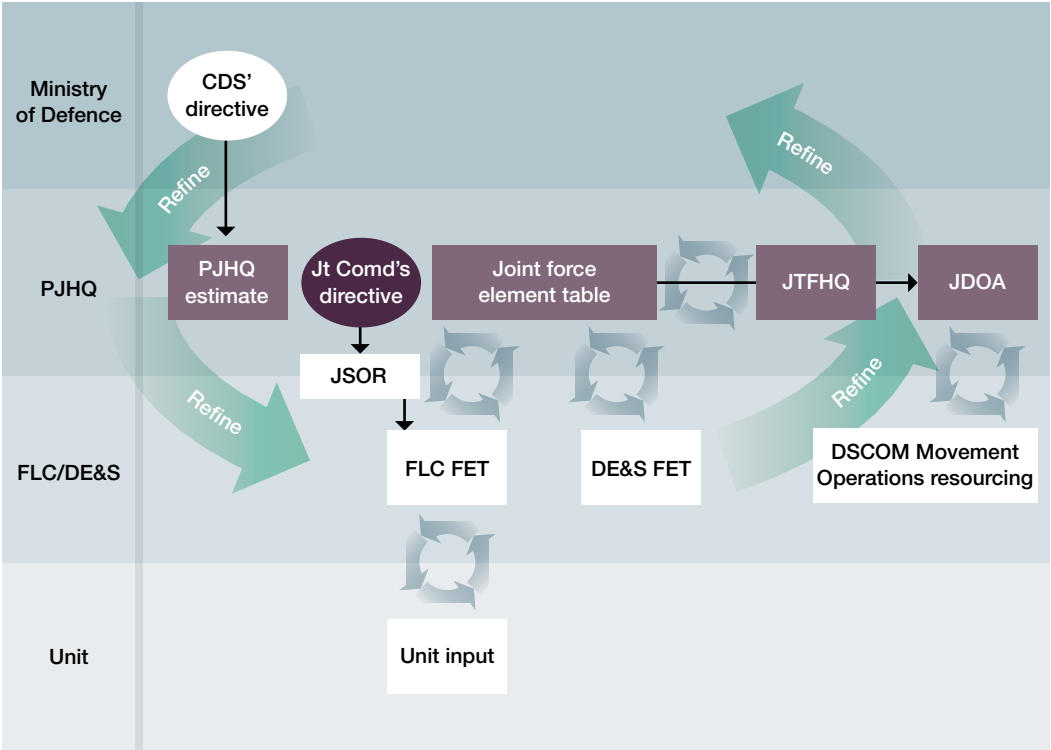 Ministry
of Defence
CDS’
directive
Refine
Refine
PJHQ
PJHQ
estimate
Jt Comd’s
directive
Joint force
element table
JTFHQ
JDOA
JSOR
Refine
Refine
FLC/DE&S
FLC FET
DE&S FET
DSCOM Movement
Operations resourcing
Unit
Unit input